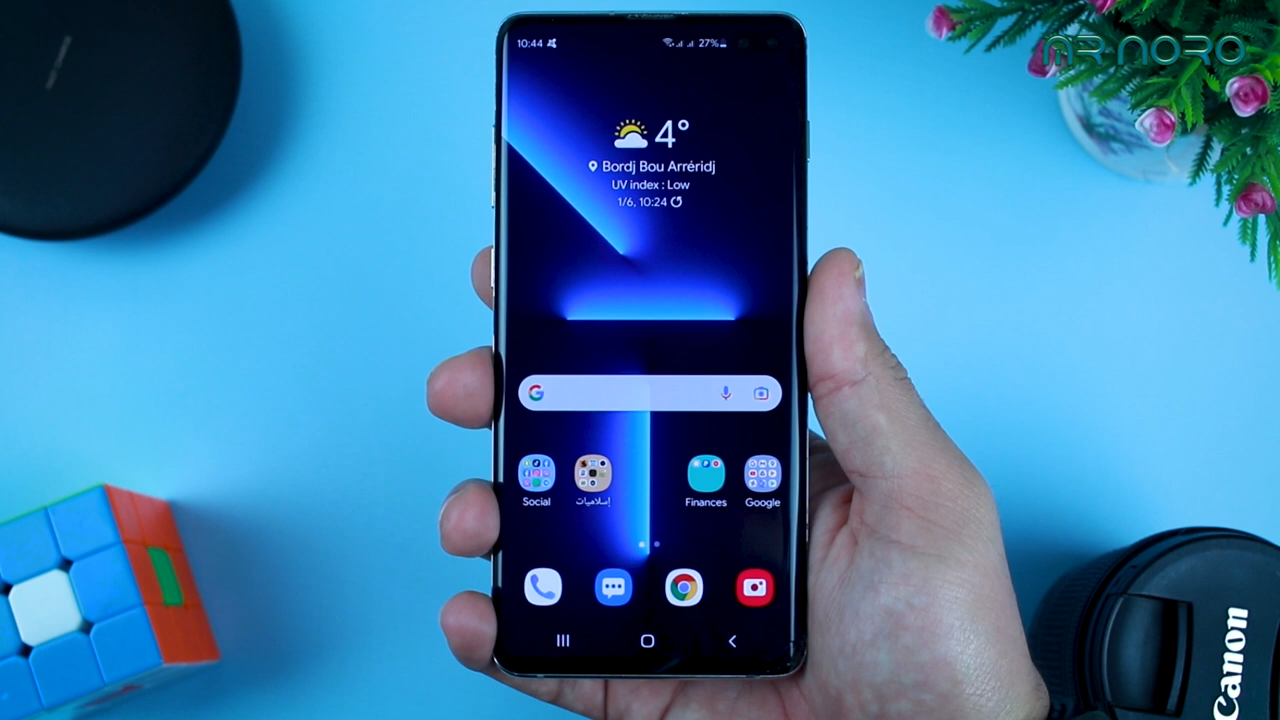 MR NORO
10:44
27%
4°
Bordj Bou Arréridj
UV index : Low
1/6, 10:24
Social
إسلاميات
Finances
Google
Canon